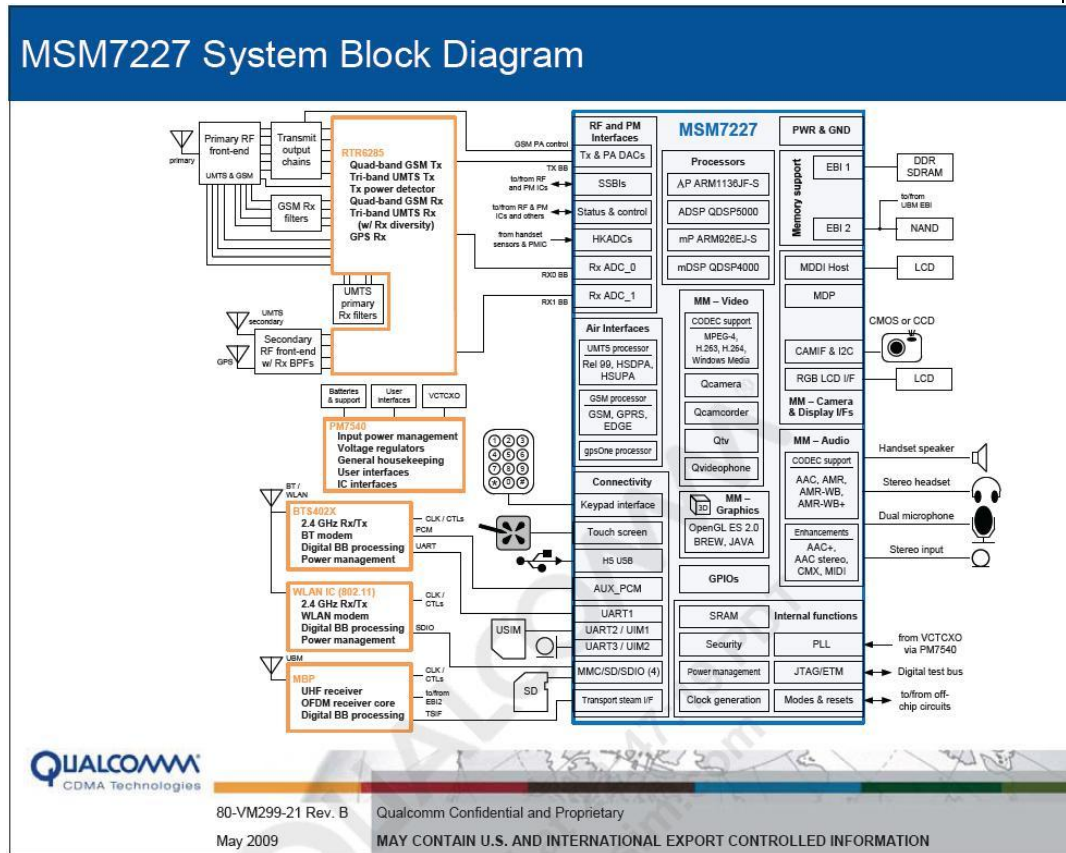 MSM7227 System Block Diagram
primary
Primary RF
front-end
UMTS & GSM
Transmit
output
chains
GSM Rx
filters
RTR6285
Quad-band GSM Tx
Tri-band UMTS Tx
Tx power detector
Quad-band GSM Rx
Tri-band UMTS Rx
(w/ Rx diversity)
GPS Rx
UMTS
primary
Rx filters
UMTS
secondary
GPS
Secondary
RF front-end
w/ Rx BPFs
Batteries
& support
User
interfaces
VCTCXO
PM7540
Input power management
Voltage regulators
General housekeeping
User interfaces
IC interfaces
BT /
WLAN
BTS402X
2.4 GHz Rx/Tx
BT modem
Digital BB processing
Power management
CLK / CTLs
PCM
UART
WLAN IC (802.11)
2.4 GHz Rx/Tx
WLAN modem
Digital BB processing
Power management
CLK /
CTLs
SDIO
UBM
MBP
UHF receiver
OFDM receiver core
Digital BB processing
CLK /
CTLs
to/from
EBI2
TSIF
GSM PA control
TX BB
to/from RF
and PM ICs
to/from RF & PM
ICs and others
from handset
sensors & PMIC
RX0 BB
RX1 BB
1 2 3
4 5 6
7 8 9
* 0 #
USIM
SD
RF and PM
Interfaces
Tx & PA DACs
SSBIs
Status & control
HKADCs
Rx ADC_0
Rx ADC_1
Air Interfaces
UMTS processor
Rel 99, HSDPA,
HSUPA
GSM processor
GSM, GPRS,
EDGE
gpsOne processor
Connectivity
Keypad interface
Touch screen
HS USB
AUX_PCM
UART1
UART2 / UIM1
UART3 / UIM2
MMC/SD/SDIO (4)
Transport steam I/F
MSM7227
Processors
AP ARM1136JF-S
ADSP QDSP5000
mP ARM926EJ-S
mDSP QDSP4000
MM – Video
CODEC support
MPEG-4,
H.263, H.264,
Windows Media
Qcamera
Qcamcorder
Qtv
Qvideophone
3D
MM –
Graphics
OpenGL ES 2.0
BREW, JAVA
GPIOs
SRAM
Security
Power management
Clock generation
PWR & GND
Memory support
EBI 1
EBI 2
MDDI Host
MDP
CAMIF & I2C
RGB LCD I/F
MM – Camera
& Display I/Fs
MM – Audio
CODEC support
AAC, AMR,
AMR-WB,
AMR-WB+
Enhancements
AAC+,
AAC stereo,
CMX, MIDI
Internal functions
PLL
JTAG/ETM
Modes & resets
DDR
SDRAM
to/from
UBM EBI
NAND
LCD
CMOS or CCD
LCD
Handset speaker
Stereo headset
Dual microphone
Stereo input
from VCTCXO
via PM7540
Digital test bus
to/from off-
chip circuits
QUALCOMM
CDMA Technologies
80-VM299-21 Rev. B
May 2009
Qualcomm Confidential and Proprietary
MAY CONTAIN U.S. AND INTERNATIONAL EXPORT CONTROLLED INFORMATION